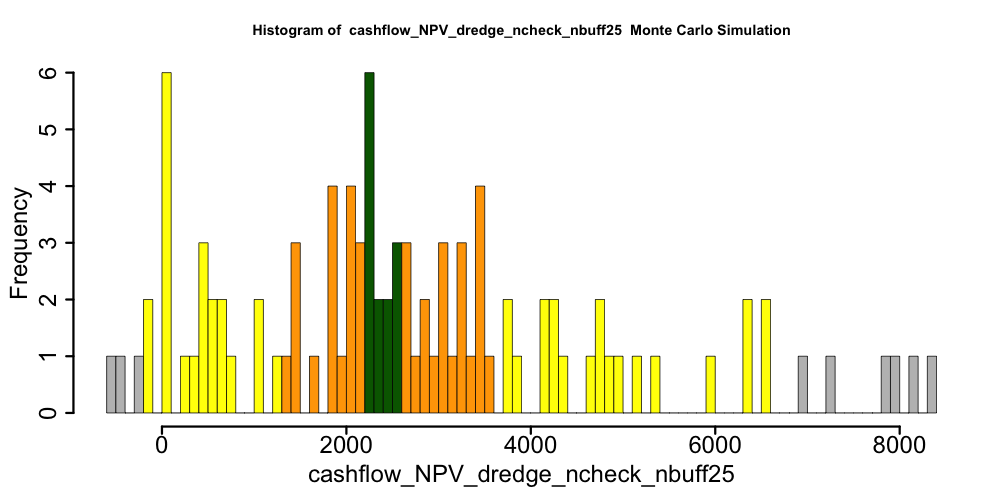 Histogram of  cashflow_NPV_dredge_ncheck_nbuff25  Monte Carlo Simulation
6
5
4
3
2
1
0
Frequency
0 2000 4000 6000 8000
cashflow_NPV_dredge_ncheck_nbuff25